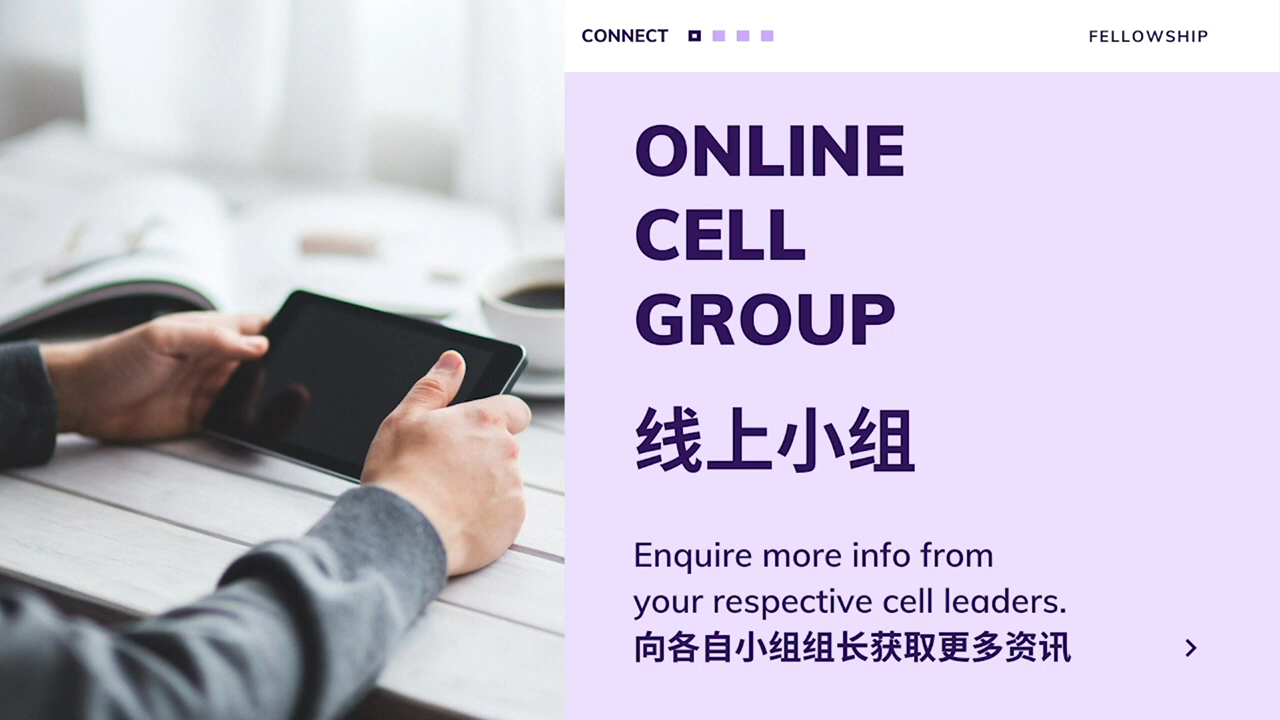 CONNECT
FELLOWSHIP
ONLINE
CELL
GROUP
线上小组
Enquire more info from
your respective cell leaders.
向各自小组组长获取更多资讯